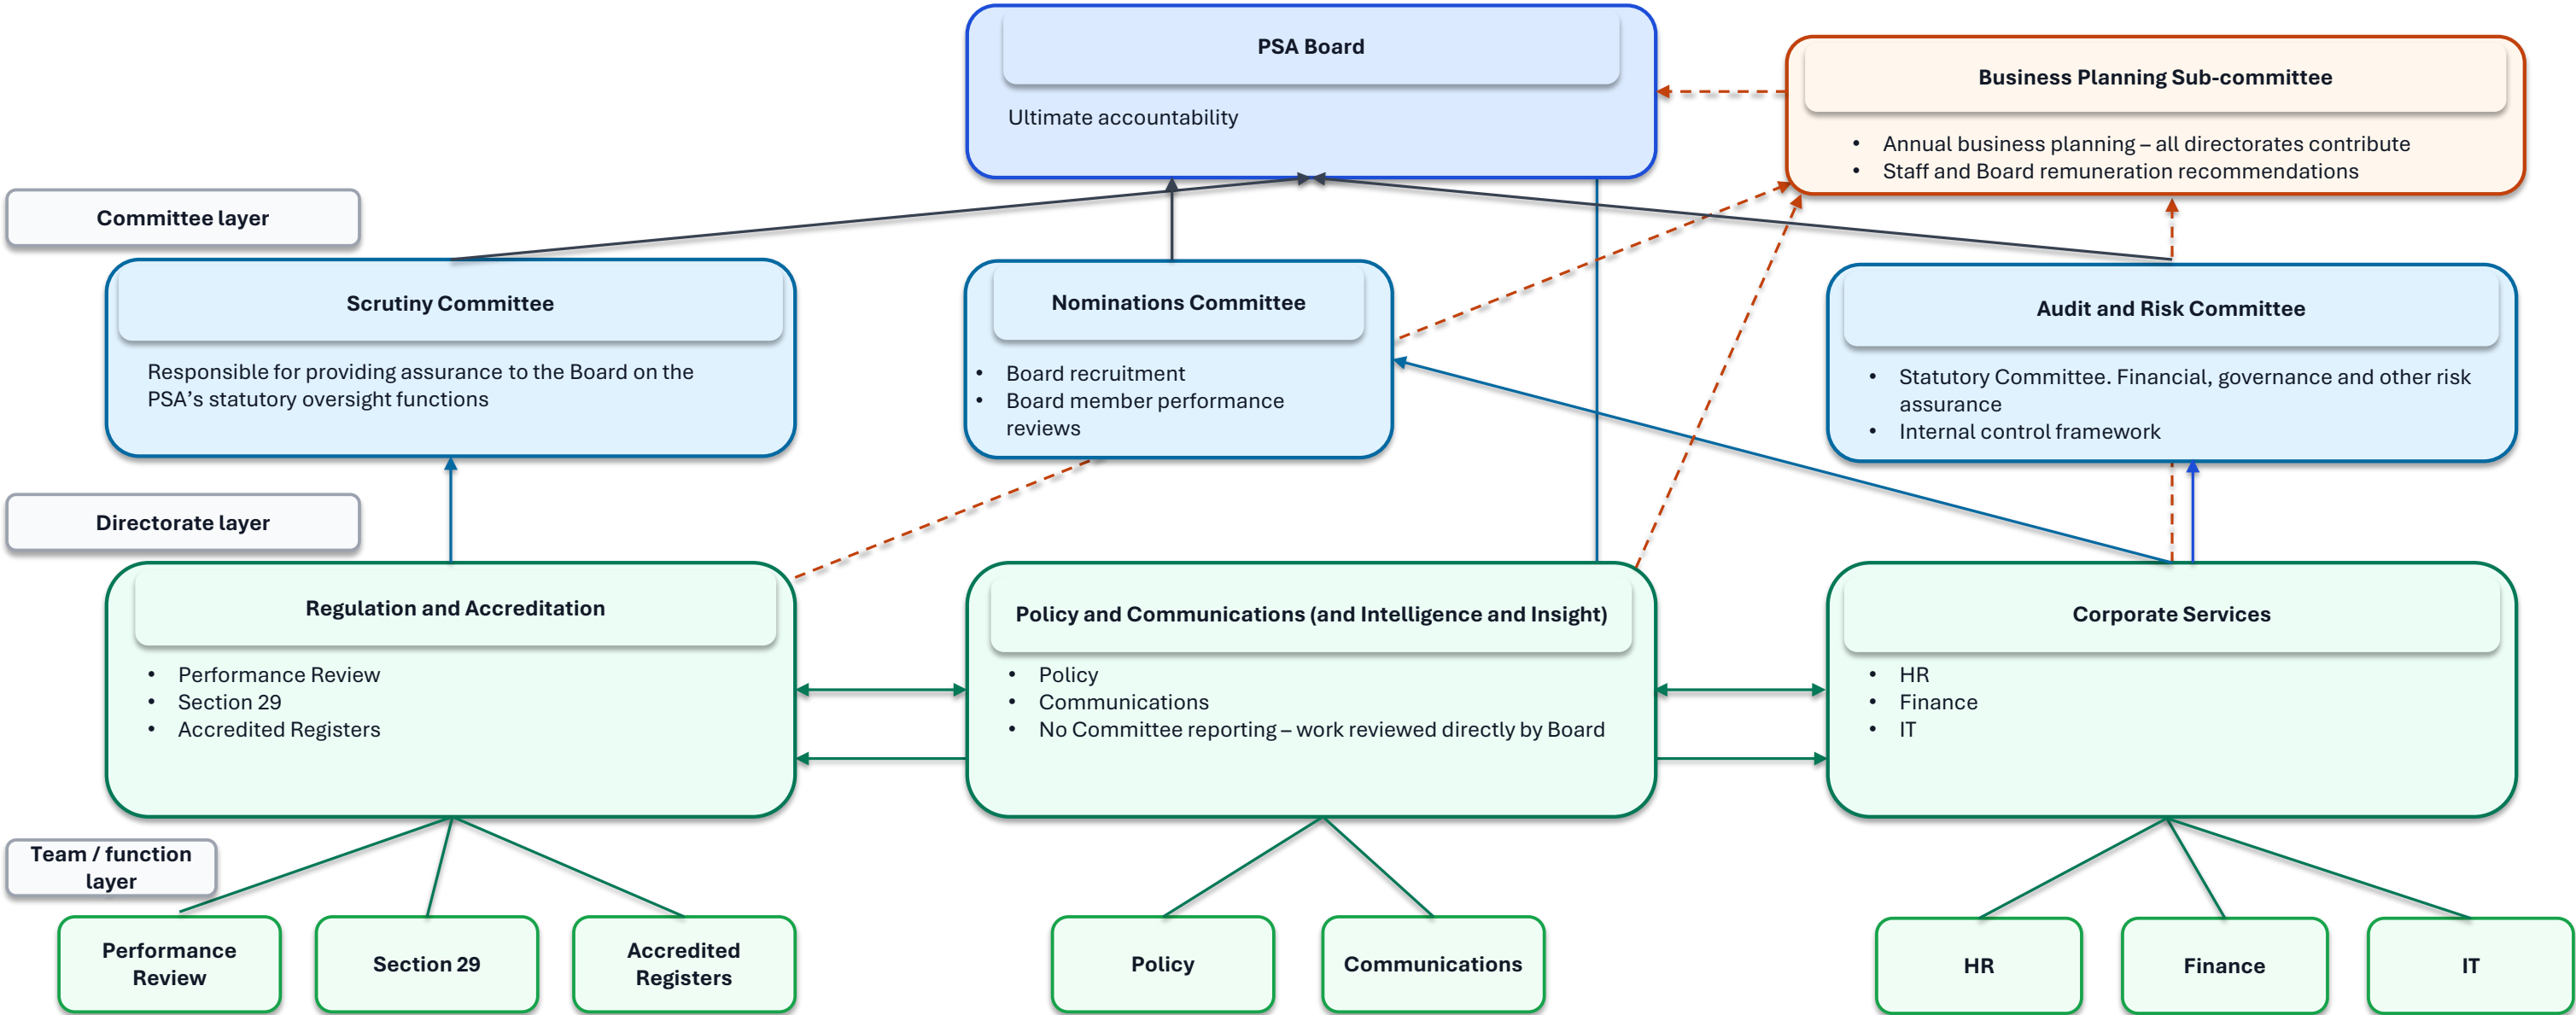 PSA Board
Ultimate accountability
Business Planning Sub-committee
• Annual business planning – all directorates contribute
• Staff and Board remuneration recommendations
Committee layer
Scrutiny Committee
Responsible for providing assurance to the Board on the
PSA’s statutory oversight functions
Nominations Committee
• Board recruitment
• Board member performance
reviews
Audit and Risk Committee
• Statutory Committee. Financial, governance and other risk
assurance
• Internal control framework
Directorate layer
Regulation and Accreditation
• Performance Review
• Section 29
• Accredited Registers
Policy and Communications (and Intelligence and Insight)
• Policy
• Communications
• No Committee reporting – work reviewed directly by Board
Corporate Services
• HR
• Finance
• IT
Team / function
layer
Performance
Review
Section 29
Accredited
Registers
Policy
Communications
HR
Finance
IT